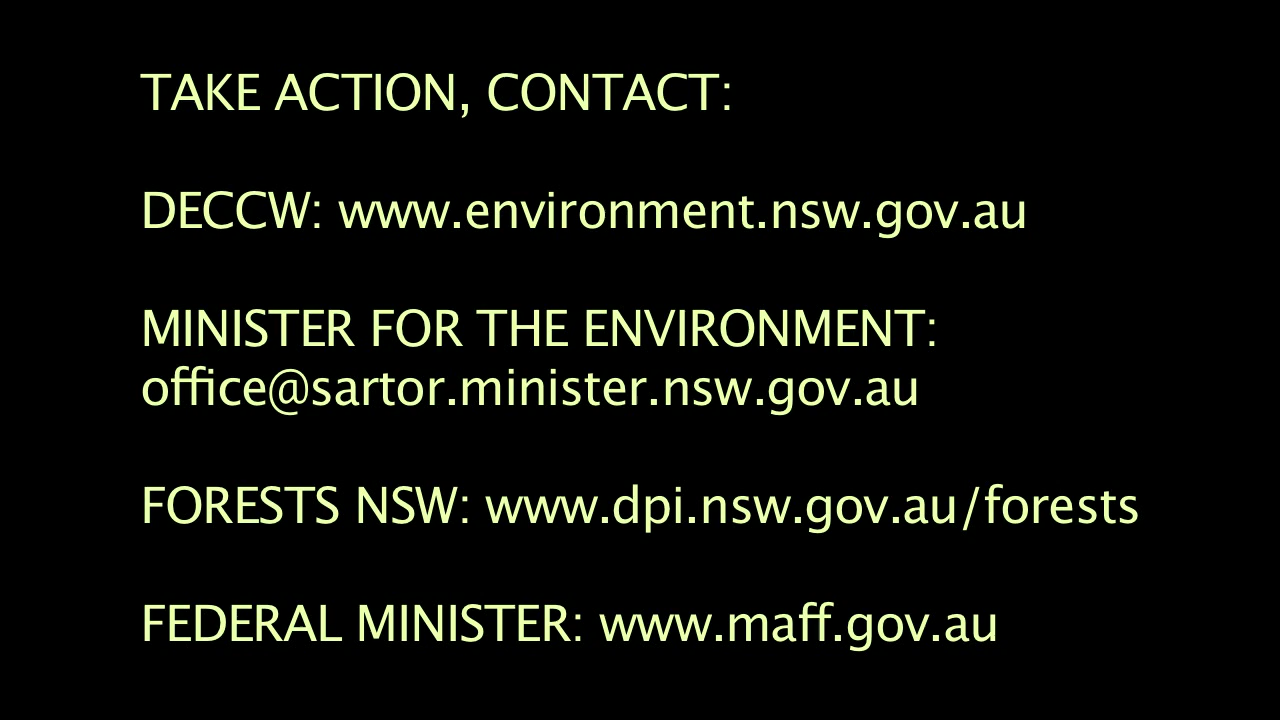 TAKE ACTION, CONTACT:
DECCW: www.environment.nsw.gov.au
MINISTER FOR THE ENVIRONMENT:
office@sartor.minister.nsw.gov.au
FORESTS NSW: www.dpi.nsw.gov.au/forests
FEDERAL MINISTER: www.maff.gov.au